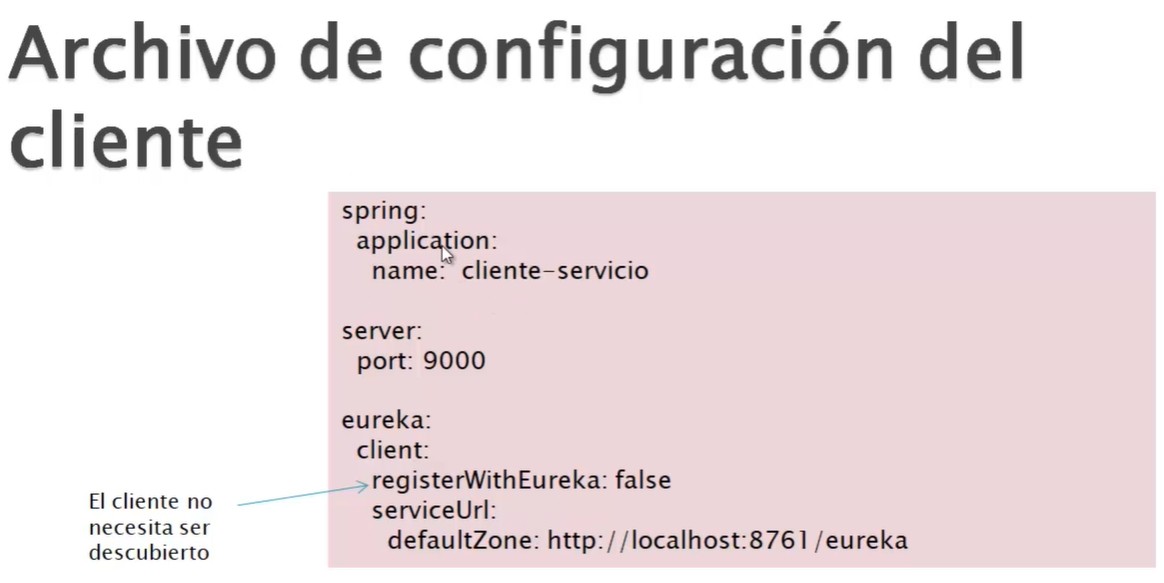 Archivo de configuración del
cliente
spring:
application:
name: cliente-servicio
server:
port: 9000
eureka:
client:
registerWithEureka: false
serviceUrl:
defaultZone: http://localhost:8761/eureka
El cliente no
necesita ser
descubierto